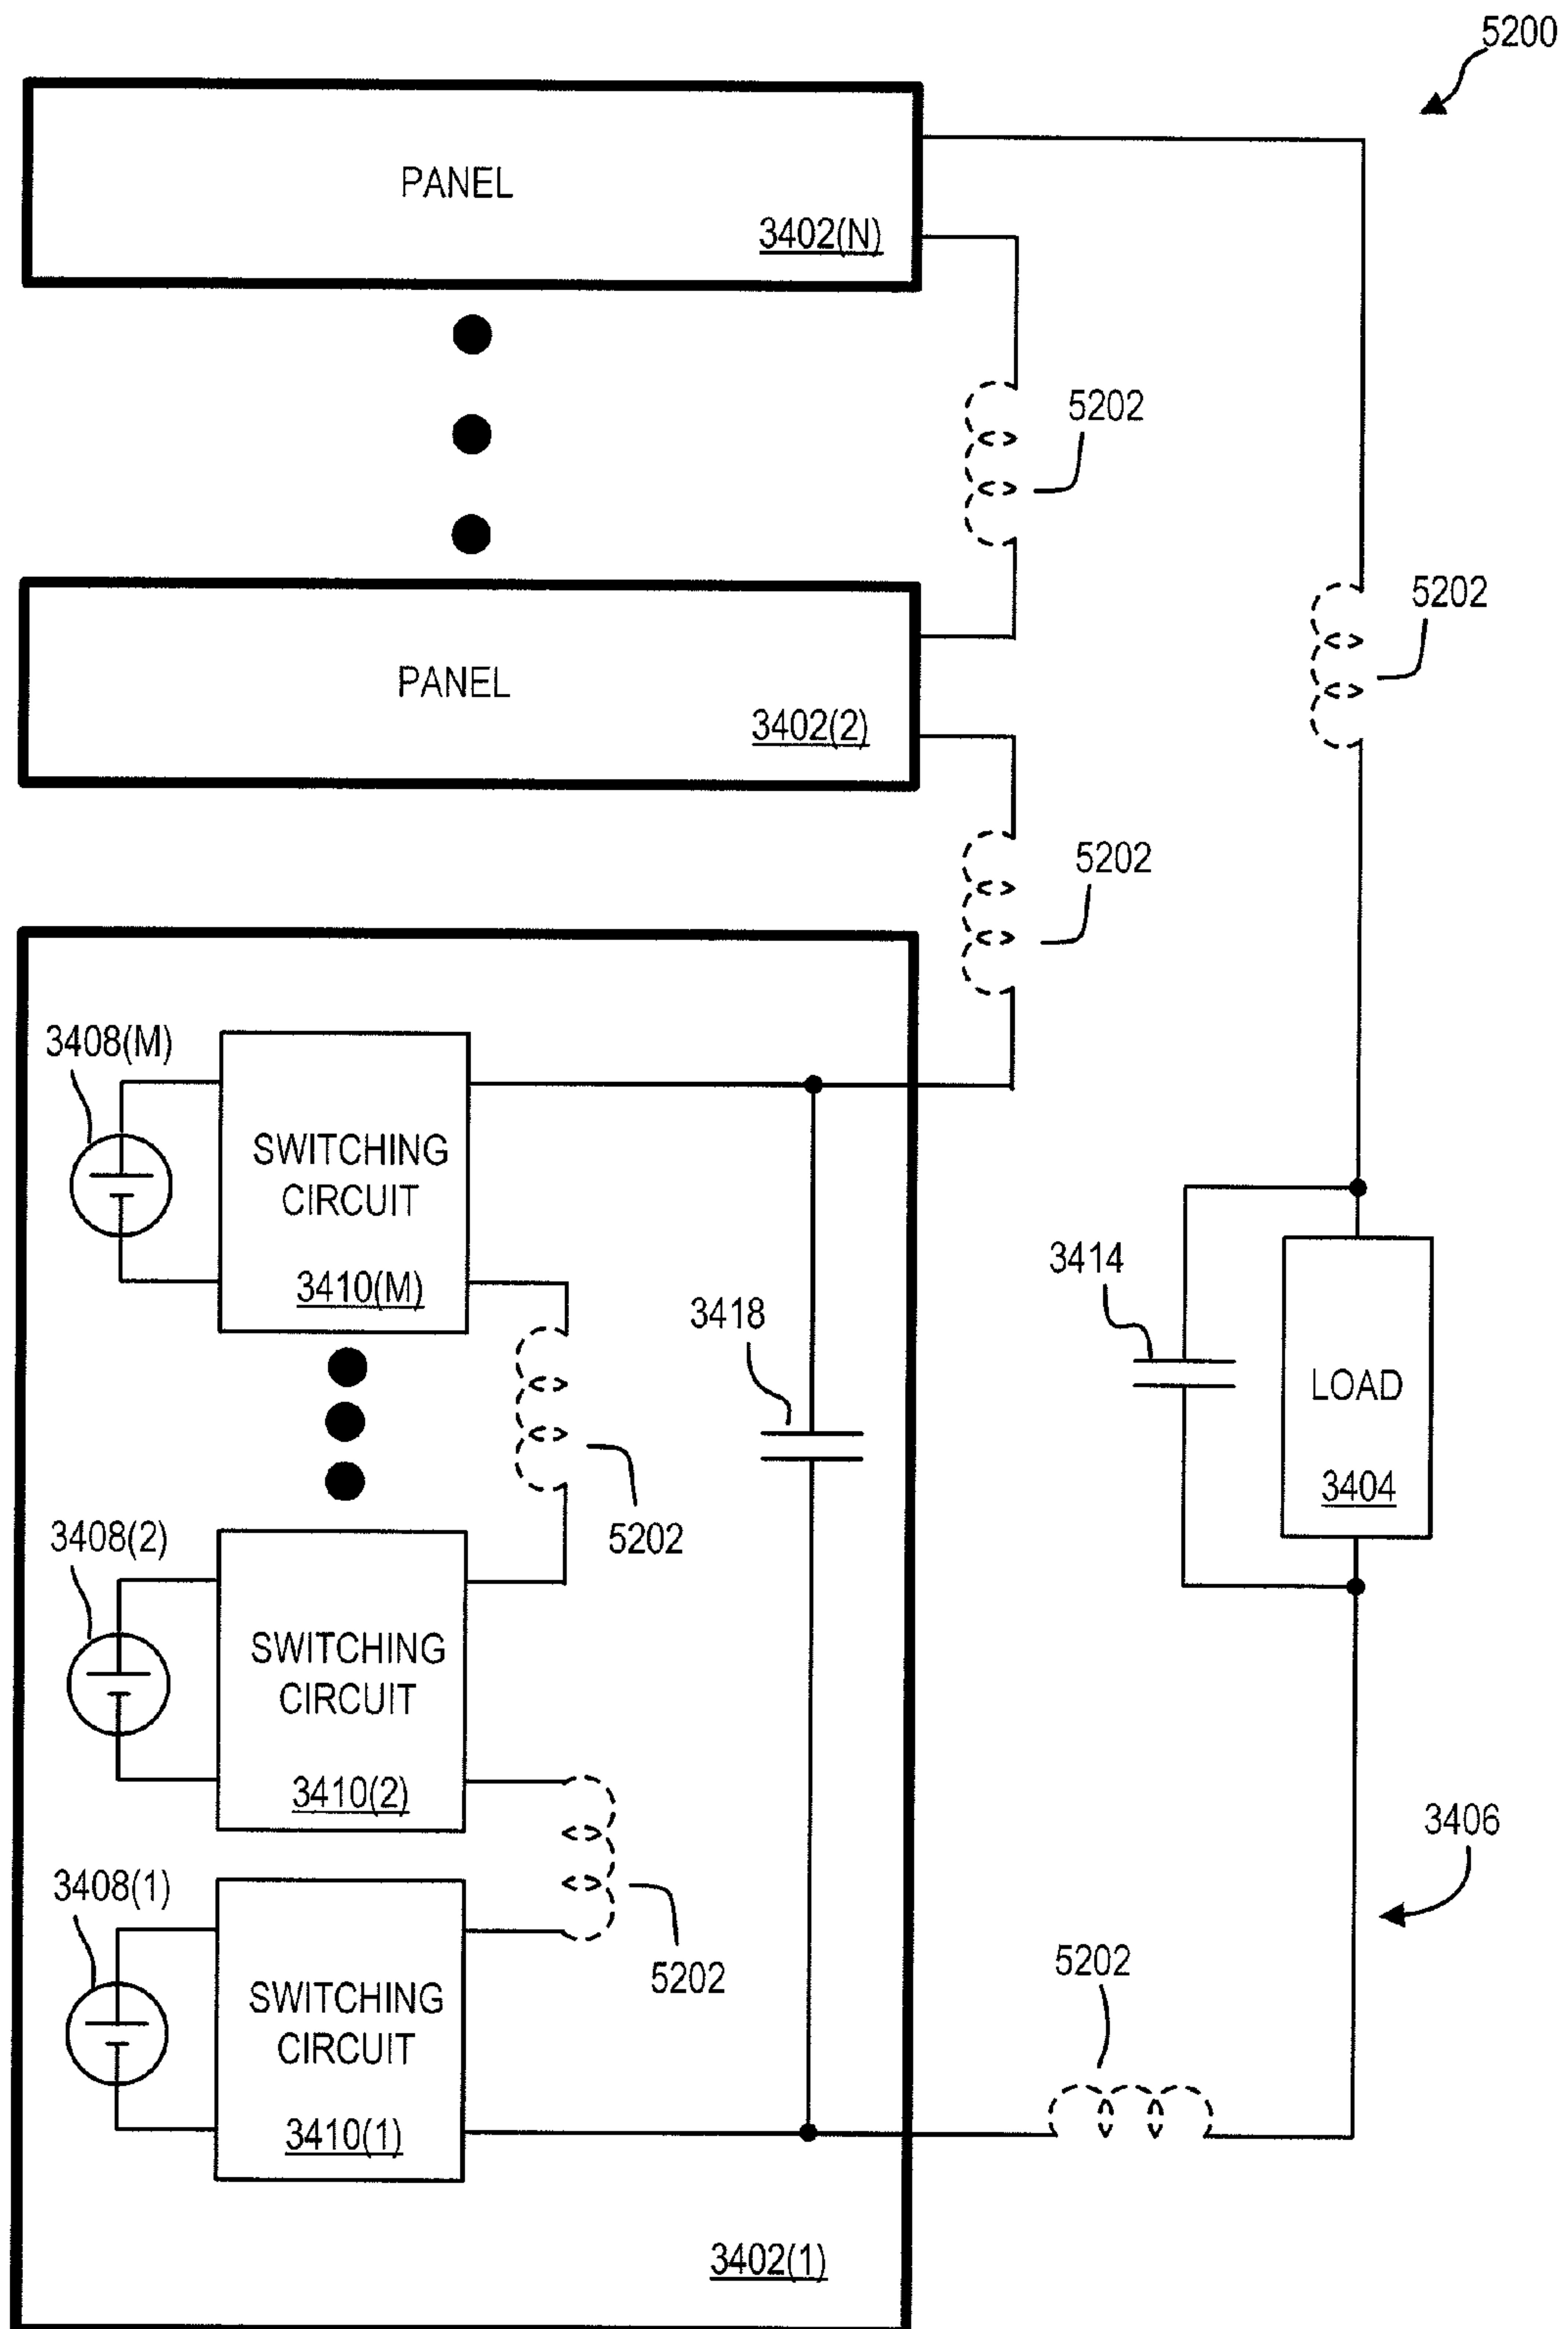 5200
PANEL
3402(N)
5202
5202
PANEL
3402(2)
5202
3408(M)
SWITCHING
CIRCUIT
3410(M)
3418
3414
LOAD
3404
5202
3408(2)
SWITCHING
CIRCUIT
3410(2)
3406
3408(1)
5202
5202
SWITCHING
CIRCUIT
3410(1)
3402(1)